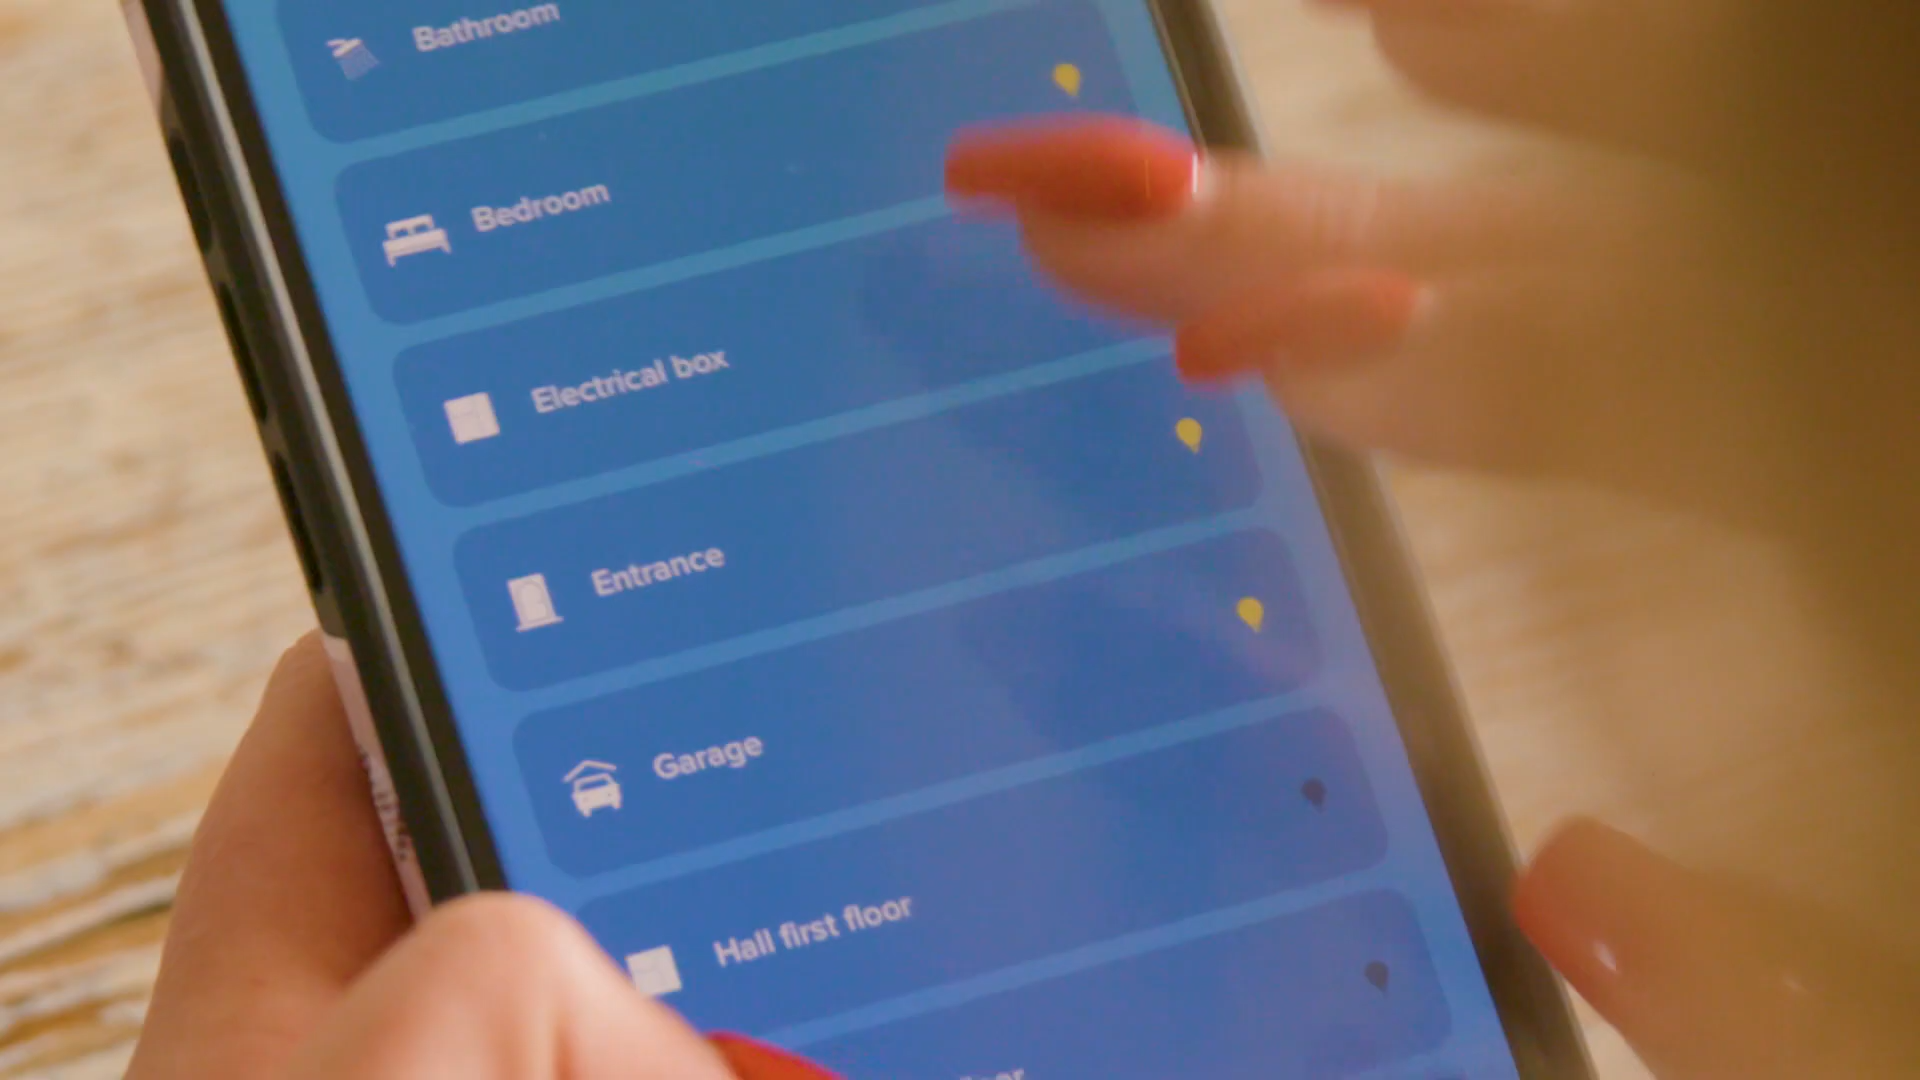 Bathroom
Bedroom
Electrical box
Entrance
Garage
Hall first floor